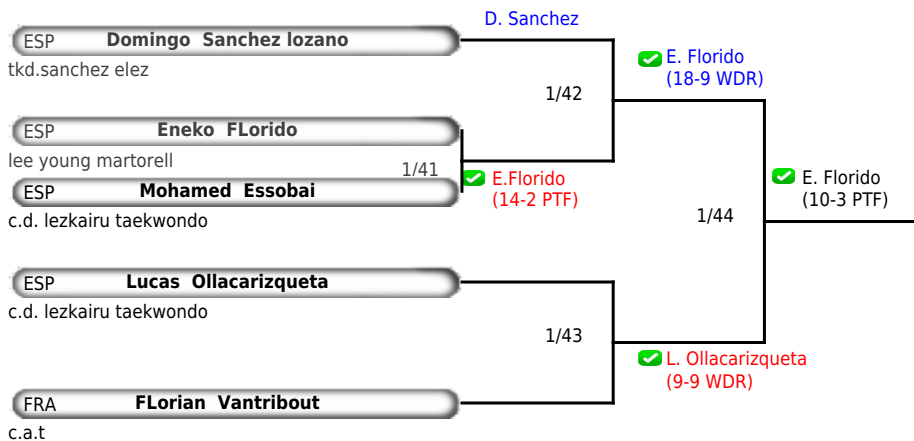 D. Sanchez
ESP Domingo Sanchez lozano
tkd.sanchez elez
E. Florido
(18-9 WDR)
1/42
ESP Eneko FLorido
lee young martorell
1/41
E.Florido
(14-2 PTF)
ESP Mohamed Essobai
c.d. lezkairu taekwondo
E. Florido
(10-3 PTF)
1/44
ESP Lucas Ollacarizqueta
c.d. lezkairu taekwondo
1/43
L. Ollacarizqueta
(9-9 WDR)
FRA FLorian Vantribout
c.a.t